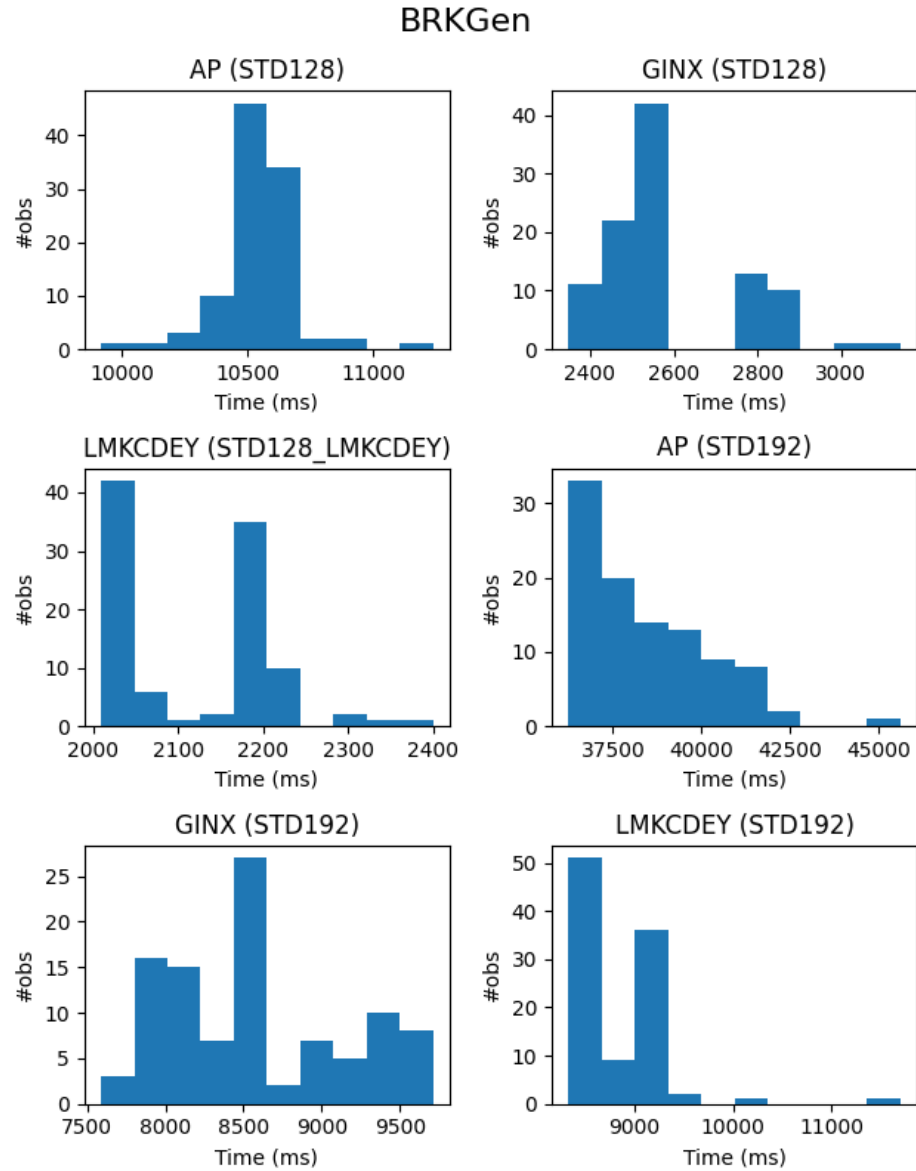 BRKGen
AP (STD128)
#obs
40
30
20
10
0
10000 10500 11000
Time (ms)
GINX (STD128)
#obs
40
30
20
10
0
2400 2600 2800 3000
Time (ms)
LMKCDEY (STD128_LMKCDEY)
#obs
40
30
20
10
0
2000 2100 2200 2300 2400
Time (ms)
AP (STD192)
#obs
30
20
10
0
37500 40000 42500 45000
Time (ms)
GINX (STD192)
#obs
25
20
15
10
5
0
7500 8000 8500 9000 9500
Time (ms)
LMKCDEY (STD192)
#obs
50
40
30
20
10
0
9000 10000 11000
Time (ms)